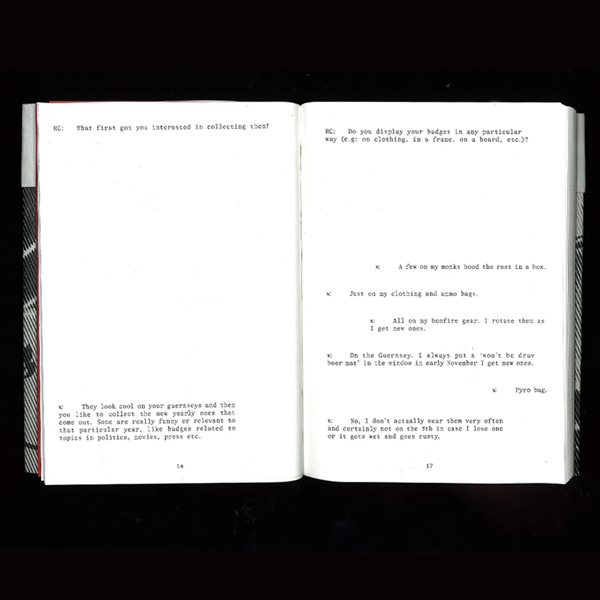 RG: What first got you interested in collecting them?
x: They look cool on your guernseys and then
you like to collect the new yearly ones that
come out. Some are really funny or relevant to
that particular year, like badges related to
topics in politics, movies, press etc.
RG: Do you display your badges in any particular
way (e.g: on clothing, in a frame, on a board, etc.)?
x: A few on my monks hood the rest in a box.
x: Just on my clothing and ammo bags.
x: All on my bonfire gear. I rotate them as
I get new ones.
x: On the Guernsey. I always put a 'won't be druv
beer mat' in the window in early November I get new ones.
x: Pyro bag.
x: No, I don't actually wear them very often
and certainly not on the 5th in case I lose one
or it gets wet and goes rusty.
17